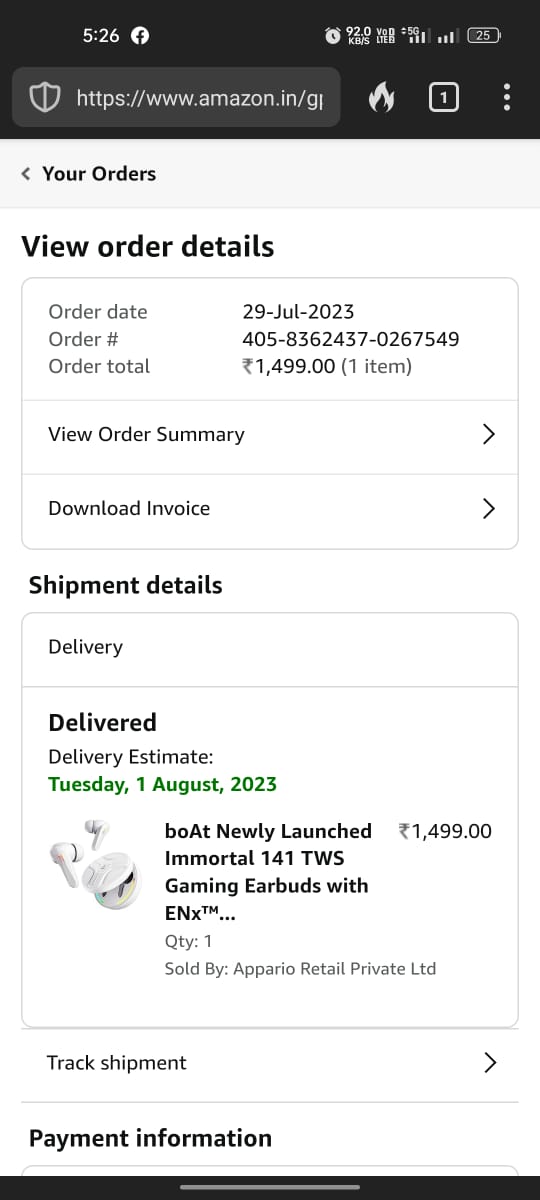 5:26
92.0 KB/S VoD LTEB 5G 25
https://www.amazon.in/gp
1
Your Orders
View order details
Order date 29-Jul-2023
Order # 405-8362437-0267549
Order total ₹1,499.00 (1 item)
View Order Summary
Download Invoice
Shipment details
Delivery
Delivered
Delivery Estimate:
Tuesday, 1 August, 2023
boAt Newly Launched ₹1,499.00
Immortal 141 TWS
Gaming Earbuds with
ENx™...
Qty: 1
Sold By: Appario Retail Private Ltd
Track shipment
Payment information